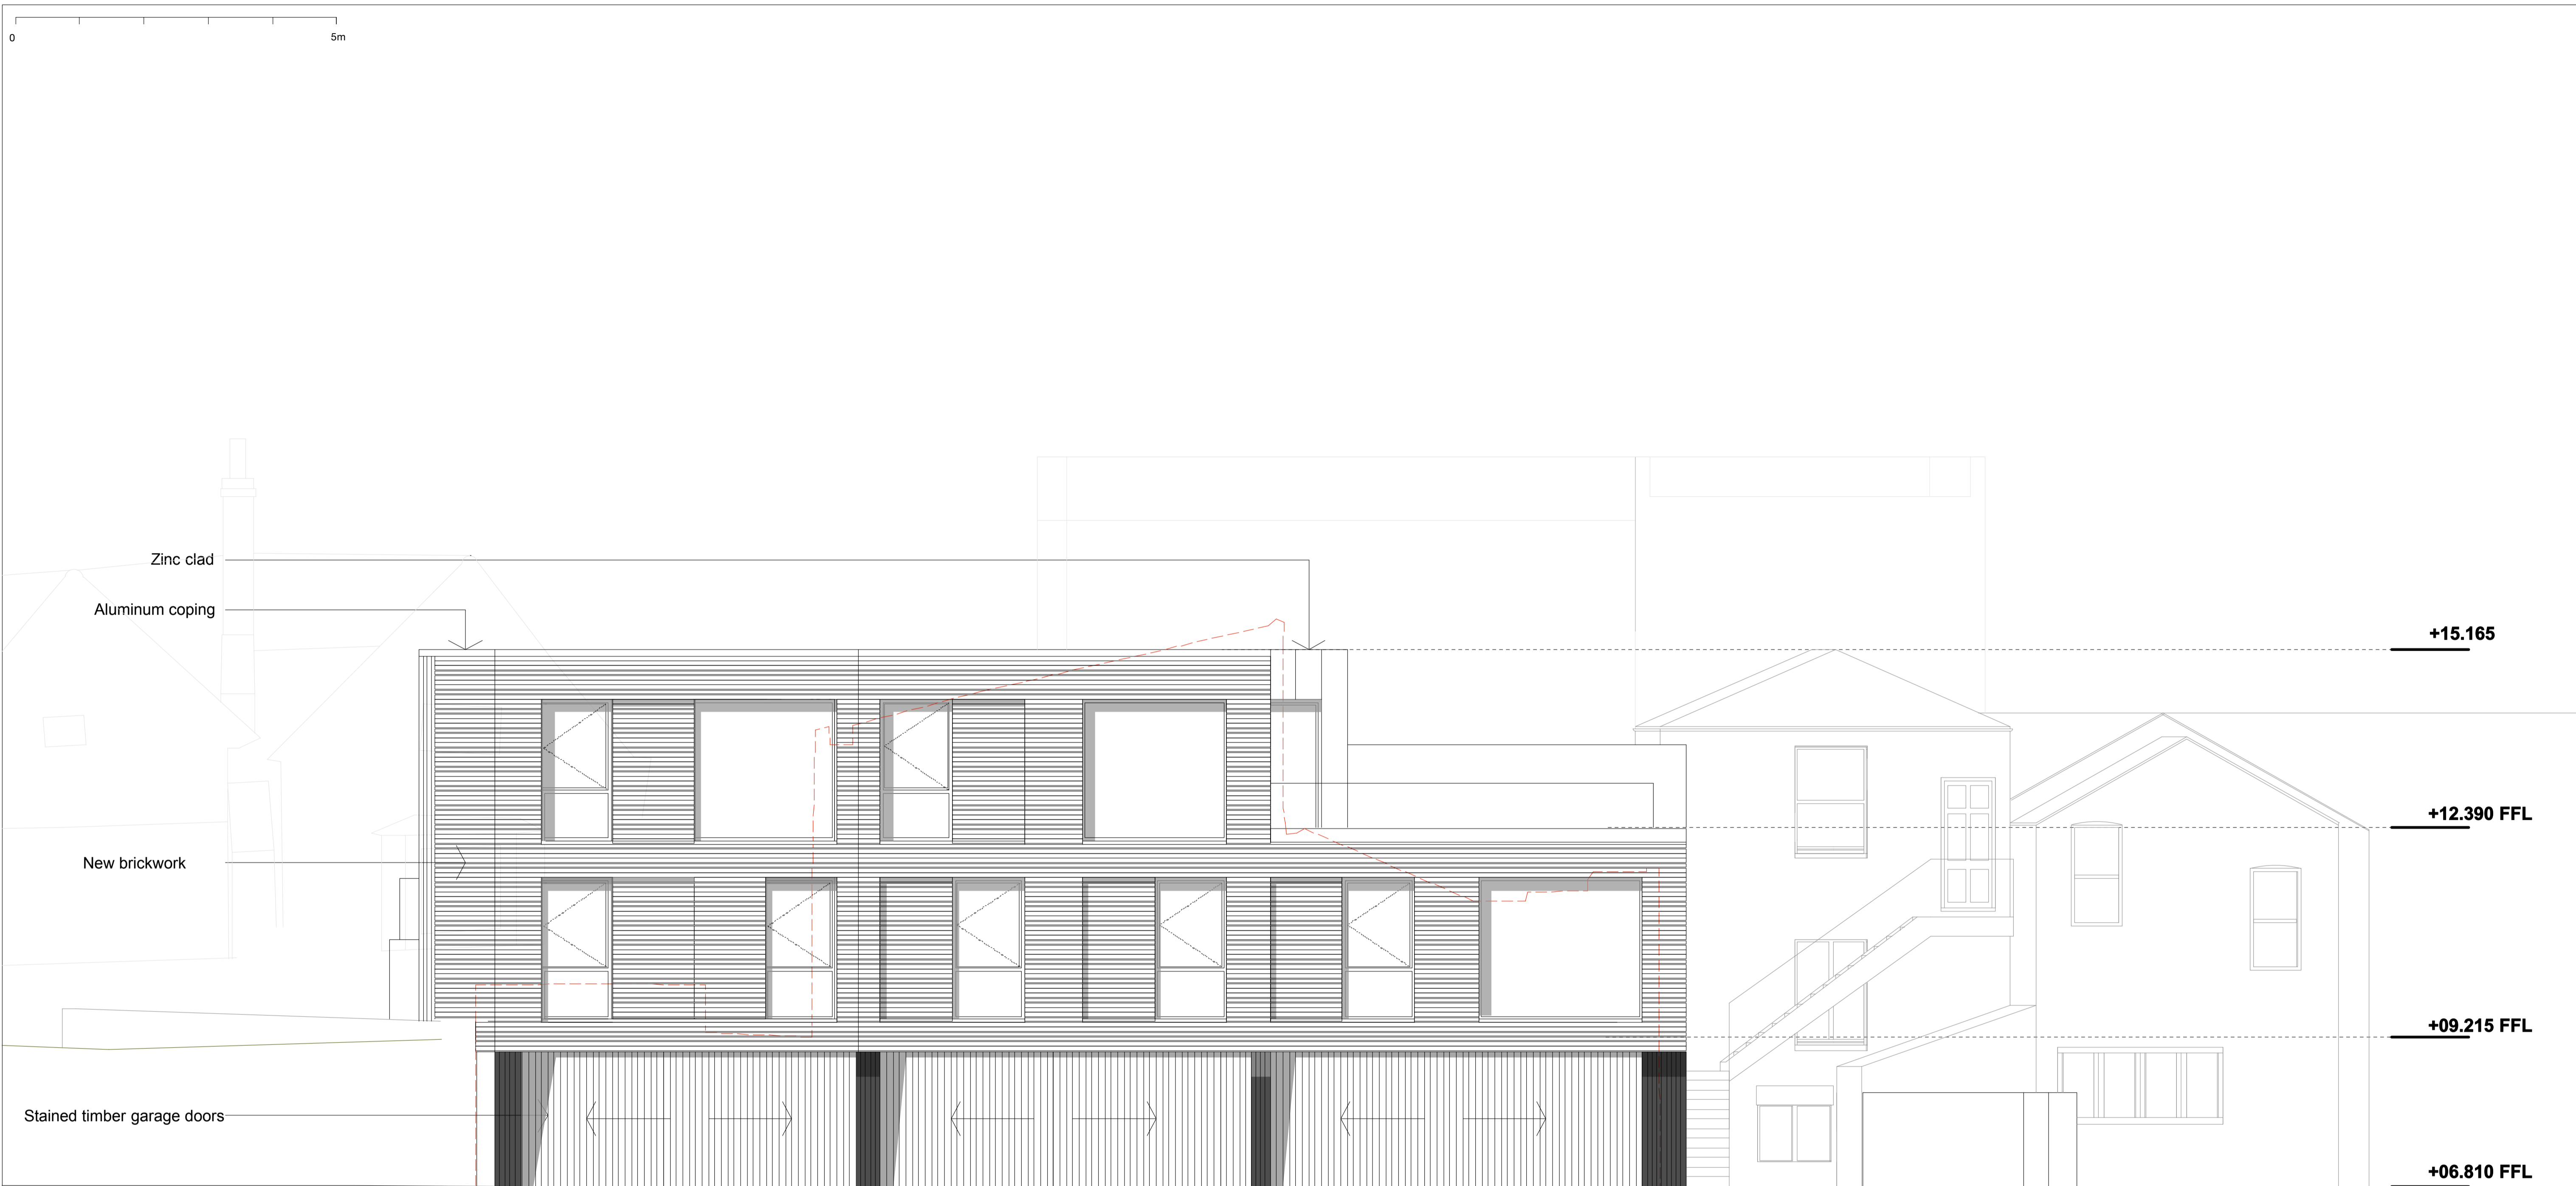 0 5m
Zinc clad
Aluminum coping
+15.165
+12.390 FFL
New brickwork
+09.215 FFL
Stained timber garage doors
+06.810 FFL